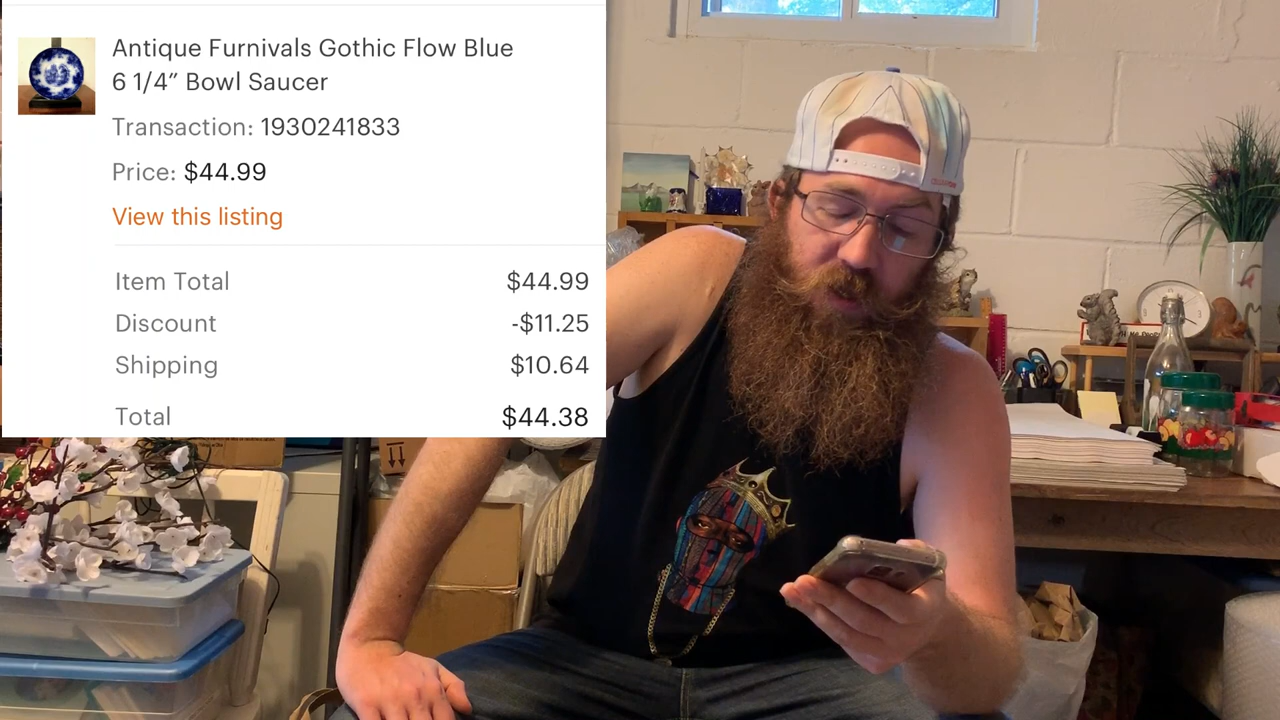 Antique Furnivals Gothic Flow Blue
6 1/4” Bowl Saucer
Transaction: 1930241833
Price: $44.99
View this listing
Item Total $44.99
Discount -$11.25
Shipping $10.64
Total $44.38